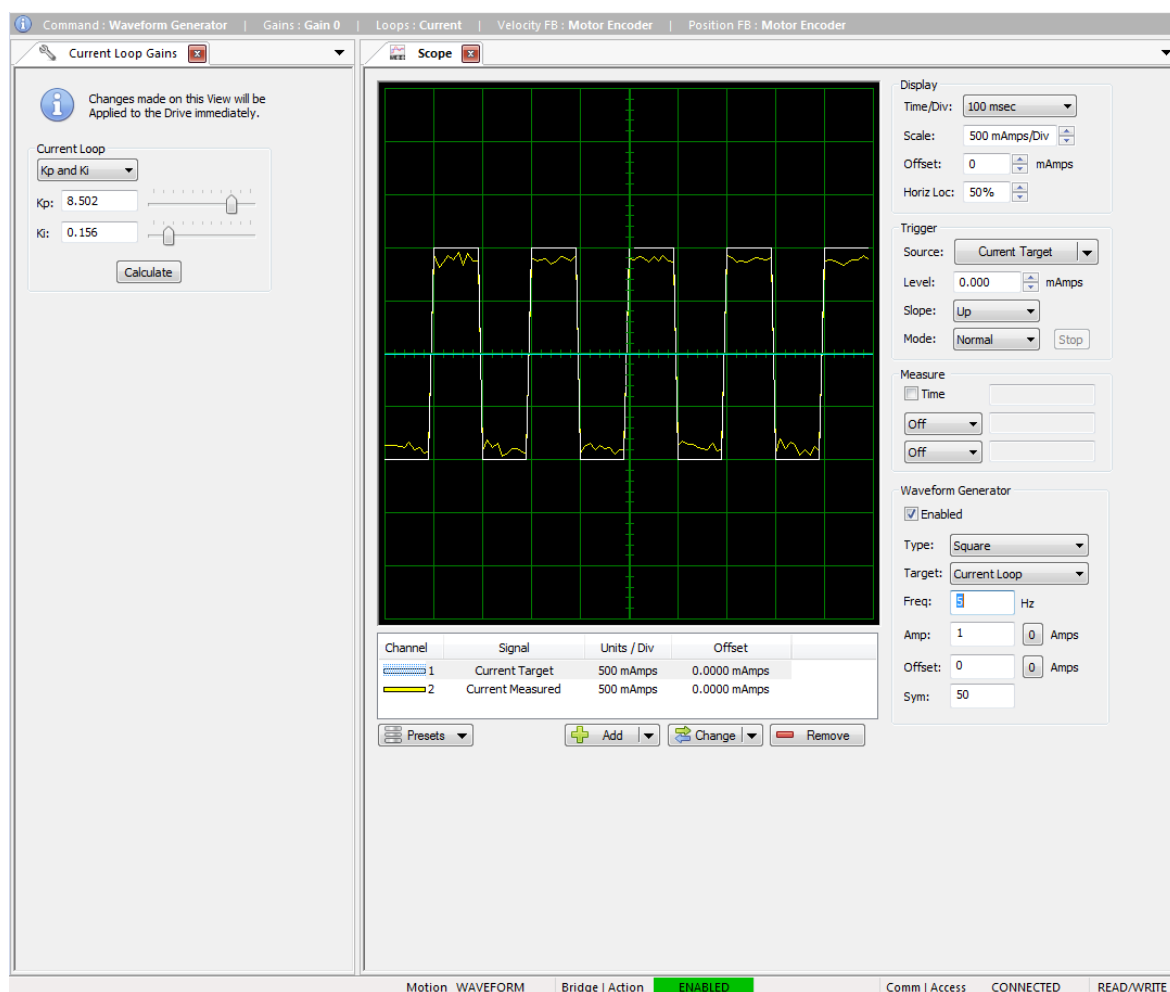 Command : Waveform Generator | Gains : Gain 0 | Loops : Current | Velocity FB : Motor Encoder | Position FB : Motor Encoder
Current Loop Gains
Changes made on this View will be
Applied to the Drive immediately.
Current Loop
Kp and Ki
Kp: 8.502
Ki: 0.156
Calculate
Scope
Display
Time/Div: 100 msec
Scale: 500 mAmps/Div
Offset: 0 mAmps
Horiz Loc: 50%
Trigger
Source: Current Target
Level: 0.000 mAmps
Slope: Up
Mode: Normal Stop
Measure
Time
Off
Off
Waveform Generator
Enabled
Type: Square
Target: Current Loop
Freq: 5 Hz
Amp: 1 0 Amps
Offset: 0 0 Amps
Sym: 50
Channel Signal Units / Div Offset
1 Current Target 500 mAmps 0.0000 mAmps
2 Current Measured 500 mAmps 0.0000 mAmps
Presets Add Change Remove
Motion WAVEFORM Bridge | Action ENABLED Comm | Access CONNECTED READ/WRITE